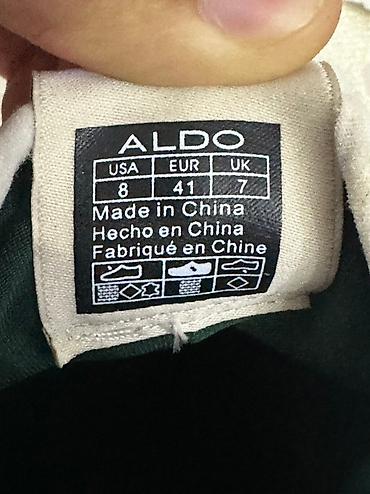 ALDO
USA EUR UK
8 41 7
Made in China
Hecho en China
Fabriqué en Chine